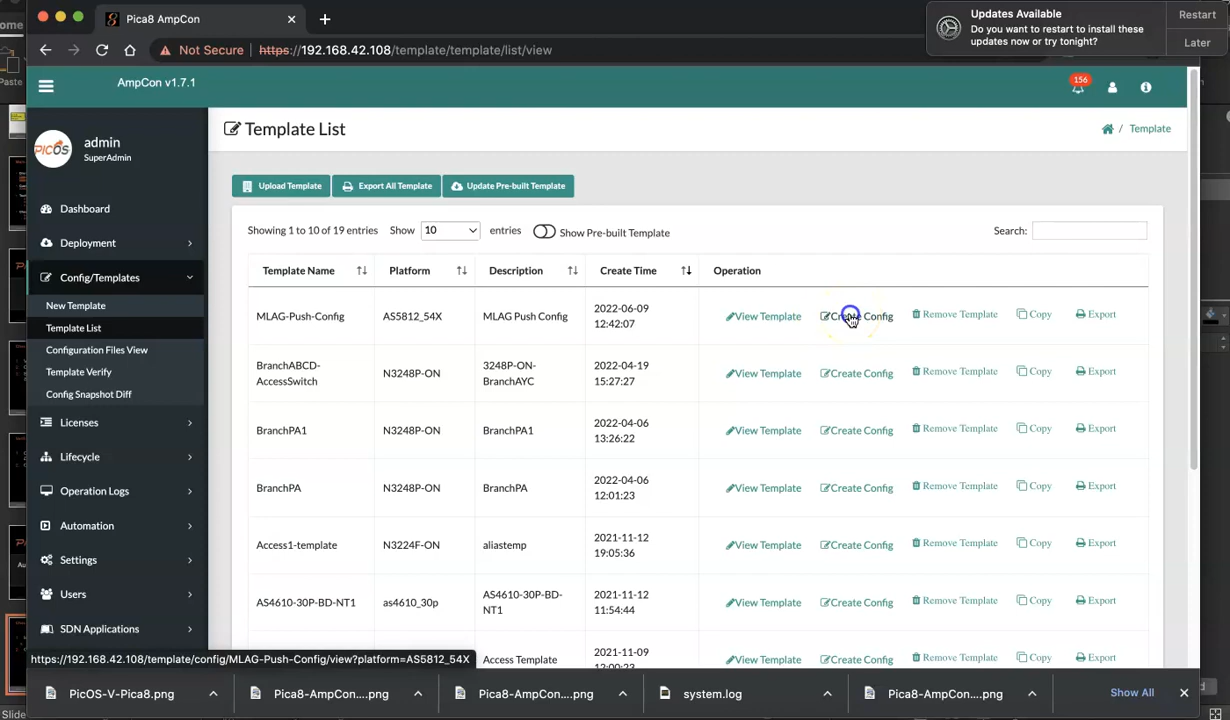 Pica8 AmpCon
Updates Available
Do you want to restart to install these
updates now or try tonight?
Restart
Later
Not Secure
https://192.168.42.108/template/template/list/view
Paste
AmpCon v1.7.1
156
PICOS
admin
SuperAdmin
Template List
/ Template
Dashboard
Deployment
Config/Templates
New Template
Template List
Configuration Files View
Template Verify
Config Snapshot Diff
Licenses
Lifecycle
Operation Logs
Automation
Settings
Users
SDN Applications
Upload Template
Export All Template
Update Pre-built Template
Showing 1 to 10 of 19 entries Show 10 entries Show Pre-built Template Search:
Template Name Platform Description Create Time Operation
MLAG-Push-Config AS5812_54X MLAG Push Config 2022-06-09
12:42:07
View Template Create Config Remove Template Copy Export
BranchABCD-
AccessSwitch
N3248P-ON
3248P-ON-
BranchAYC
2022-04-19
15:27:27
View Template Create Config Remove Template Copy Export
BranchPA1 N3248P-ON BranchPA1 2022-04-06
13:26:22
View Template Create Config Remove Template Copy Export
BranchPA N3248P-ON BranchPA 2022-04-06
12:01:23
View Template Create Config Remove Template Copy Export
Access1-template N3224F-ON aliastemp 2021-11-12
19:05:36
View Template Create Config Remove Template Copy Export
AS4610-30P-BD-NT1 as4610_30p
AS4610-30P-BD-
NT1
2021-11-12
11:54:44
View Template Create Config Remove Template Copy Export
Access Template 2021-11-09
12:00:23
View Template Create Config Remove Template Copy Export
https://192.168.42.108/template/config/MLAG-Push-Config/view?platform=AS5812_54X
PicOS-V-Pica8.png
Pica8-AmpCon....png
Pica8-AmpCon....png
system.log
Pica8-AmpCon....png
Show All
Slide